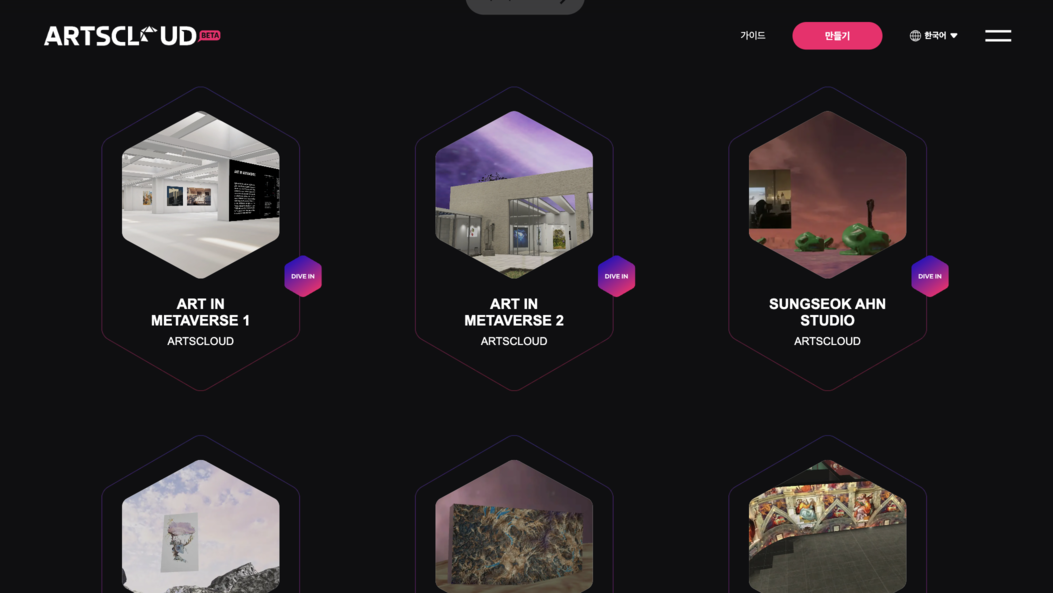 ARTSCLOUD BETA
가이드
만들기
한국어
DIVE IN
DIVE IN
DIVE IN
ART IN
METAVERSE 1
ARTSCLOUD
ART IN
METAVERSE 2
ARTSCLOUD
SUNGSEOK AHN
STUDIO
ARTSCLOUD